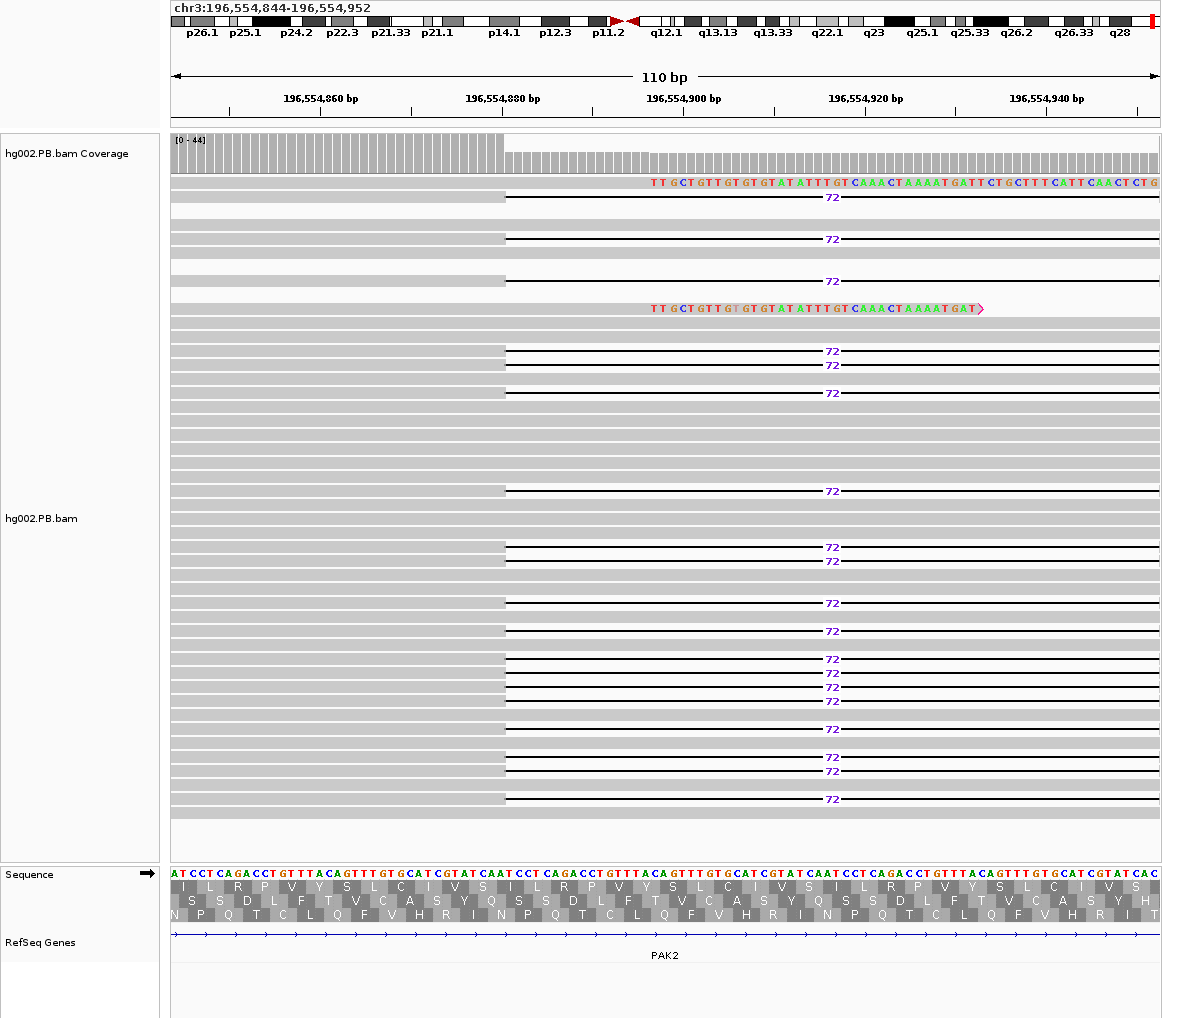 chr3:196,554,844-196,554,952
p26.1 p25.1 p24.2 p22.3 p21.33 p21.1 p14.1 p12.3 p11.2 q12.1 q13.13 q13.33 q22.1 q23 q25.1 q25.33 q26.2 q26.33 q28
110 bp
196,554,860 bp 196,554,880 bp 196,554,900 bp 196,554,920 bp 196,554,940 bp
[0 - 44]
hg002.PB.bam Coverage
TTGCTGTTGTGTGTATATTTGTCAAACTAAAATGATTCTGCTTTCATTCAACTCTG
72
72
72
TTGCTGTTGTGTGTATATTTGTCAAACTAAAATGAT
72
72
72
72
hg002.PB.bam
72
72
72
72
72
72
72
72
72
72
72
72
Sequence ATCCTCAGACCTGTTTACAGTTTGTGCATCGTATCAATCCTCAGACCTGTTTACAGTTTGTGCATCGTATCAATCCTCAGACCTGTTTACAGTTTGTGCATCGTATCAC
I L R P V Y S L C I V S I L R P V Y S L C I V S I L R P V Y S L C I V S
S S D L F T V C A S Y Q S S D L F T V C A S Y Q S S D L F T V C A S Y H
N P Q T C L Q F V H R I N P Q T C L Q F V H R I N P Q T C L Q F V H R I T
RefSeq Genes
PAK2